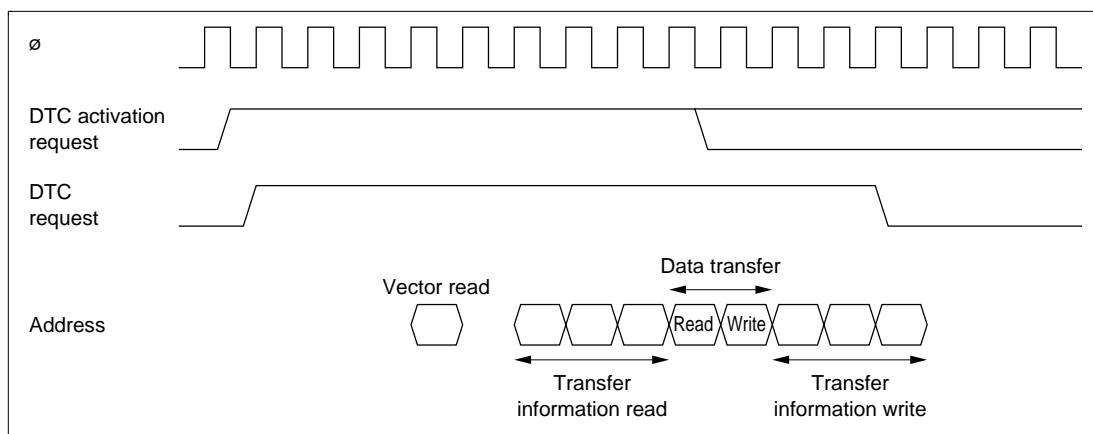 ø
DTC activation
request
DTC
request
Data transfer
Vector read
Address
Read
Write
Transfer
information read
Transfer
information write